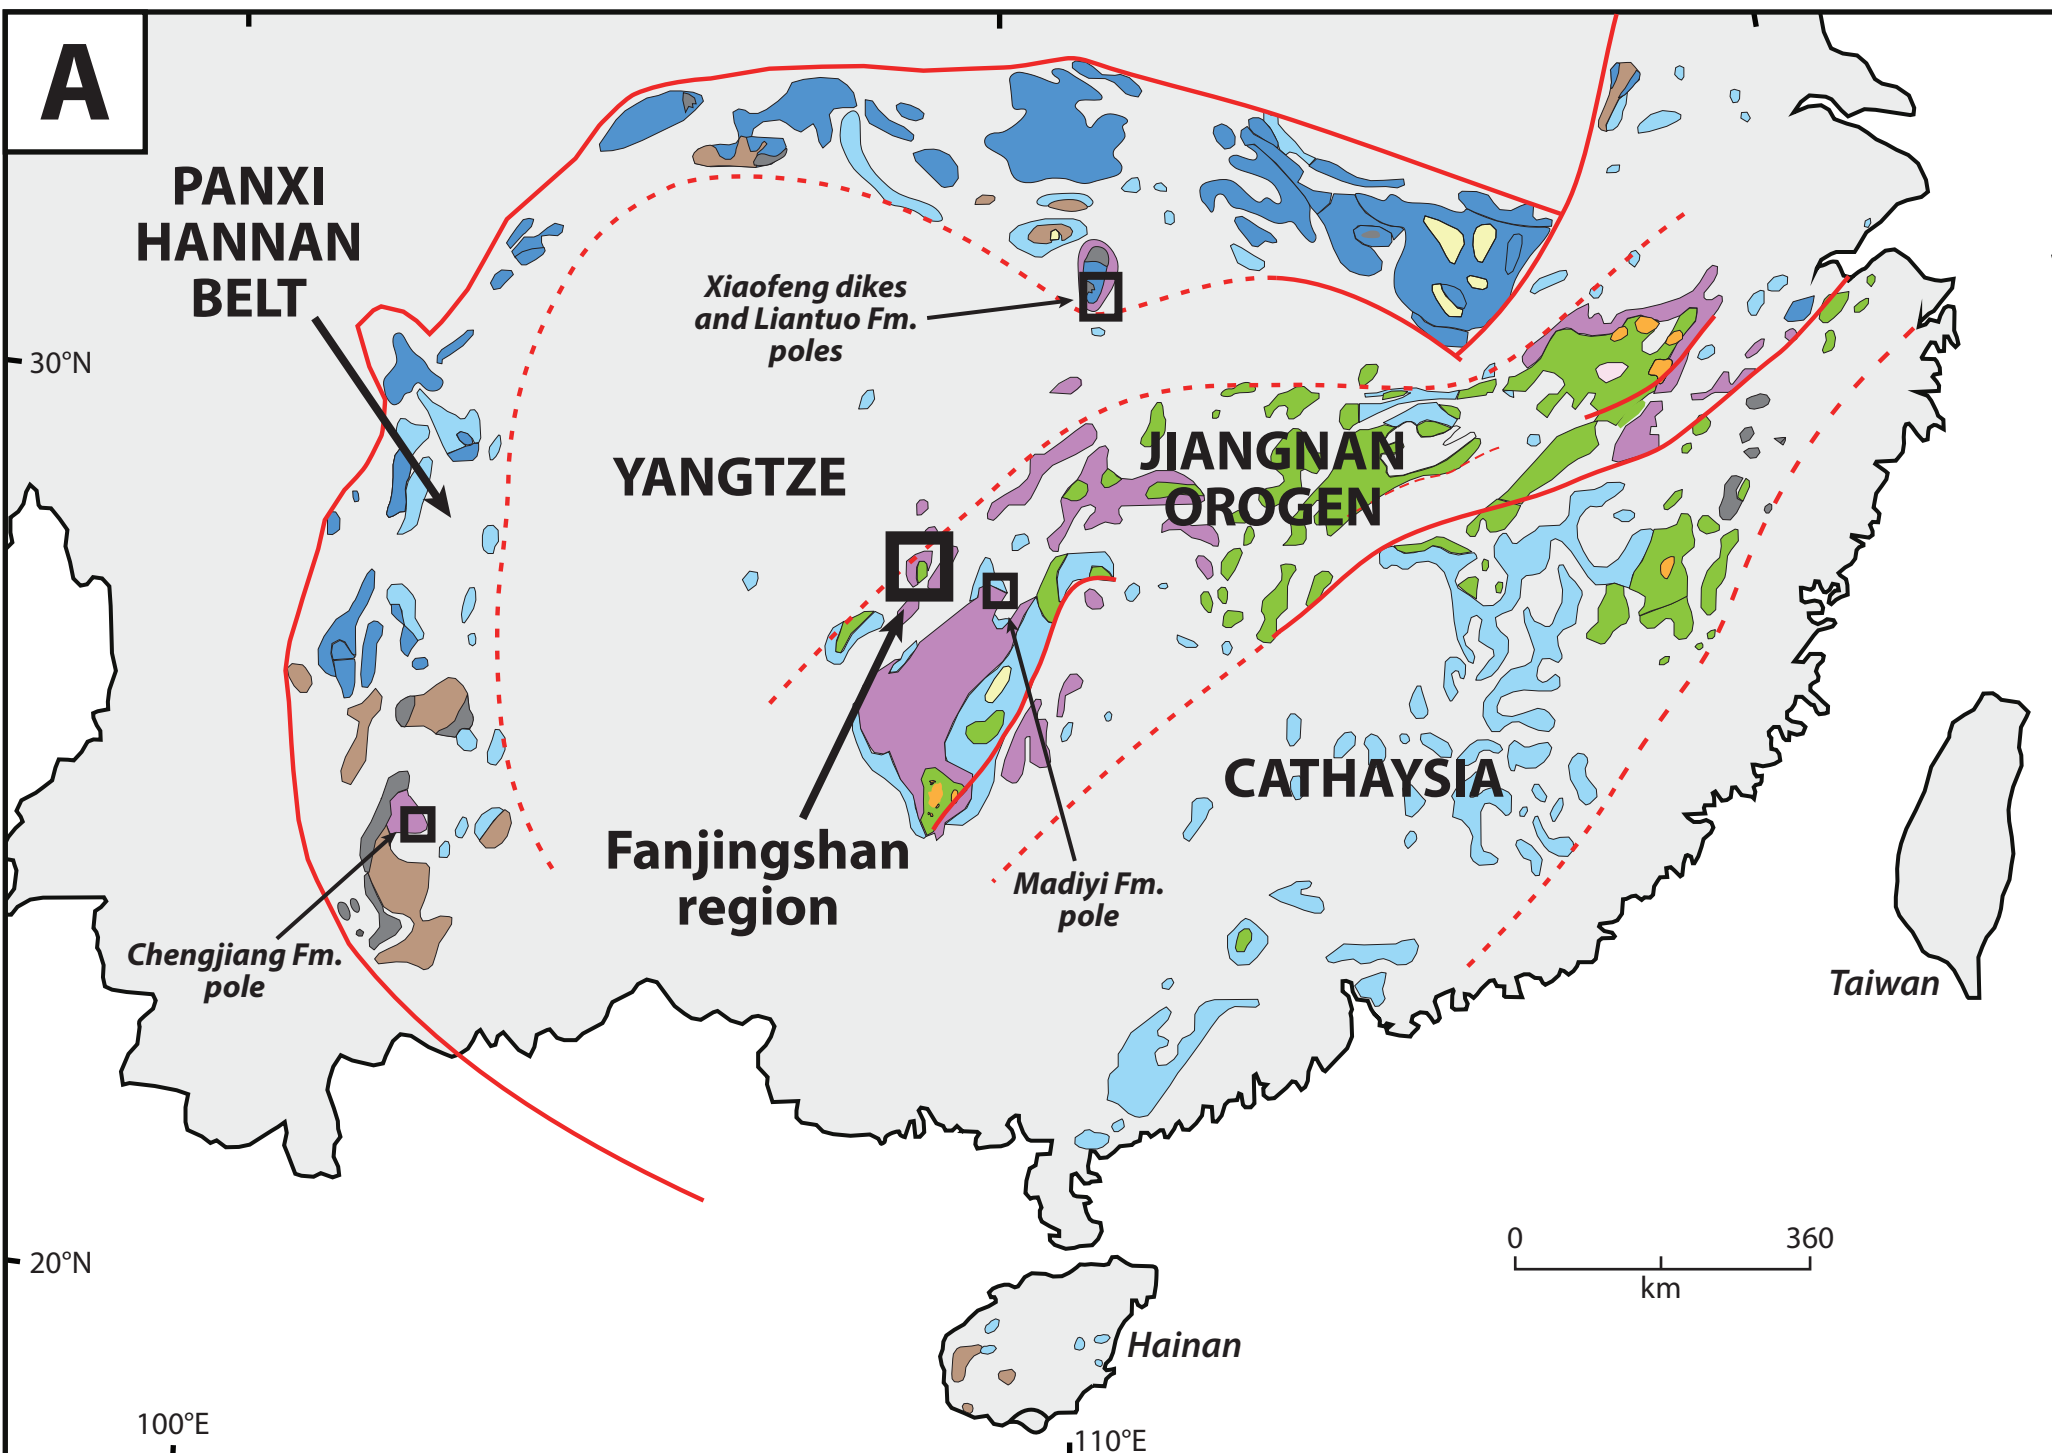 A
PANXI
HANNAN
BELT
Xiaofeng dikes
and Liantuo Fm.
poles
30°N
YANGTZE
JIANGNAN
OROGEN
CATHAYSIA
Fanjingshan
region
Madiyi Fm.
pole
Chengjiang Fm.
pole
Taiwan
0 360
km
20°N
Hainan
100°E
110°E